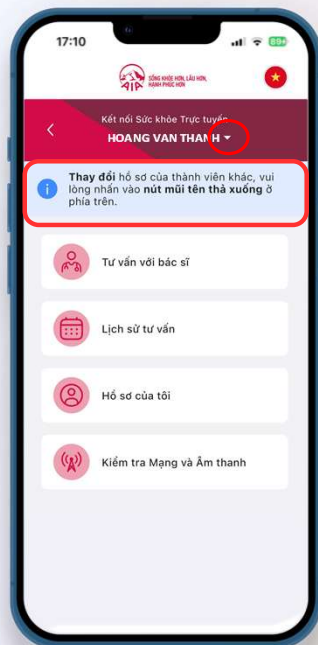 17:10
89
AIA
SỐNG KHỎE HƠN, LÂU HƠN,
HẠNH PHÚC HƠN
Kết nối Sức khỏe Trực tuyến
HOANG VAN THANH
Thay đổi hồ sơ của thành viên khác, vui
lòng nhấn vào nút mũi tên thả xuống ở
phía trên.
Tư vấn với bác sĩ
Lịch sử tư vấn
Hồ sơ của tôi
Kiểm tra Mạng và Âm thanh